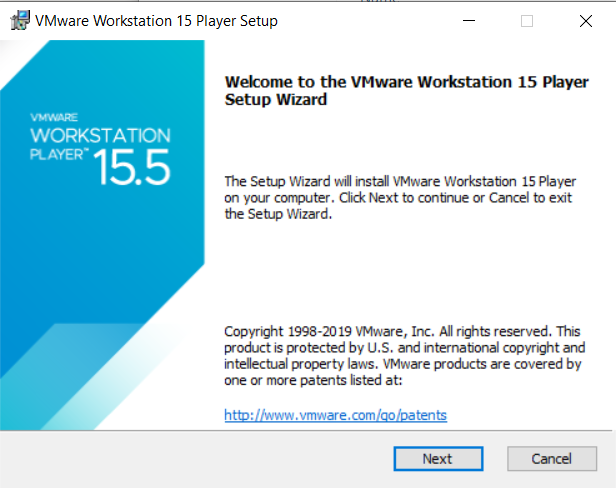 VMware Workstation 15 Player Setup
Welcome to the VMware Workstation 15 Player
Setup Wizard
VMWARE
WORKSTATION
PLAYER™ 15.5
The Setup Wizard will install VMware Workstation 15 Player
on your computer. Click Next to continue or Cancel to exit
the Setup Wizard.
Copyright 1998-2019 VMware, Inc. All rights reserved. This
product is protected by U.S. and international copyright and
intellectual property laws. VMware products are covered by
one or more patents listed at:
http://www.vmware.com/go/patents
Next
Cancel